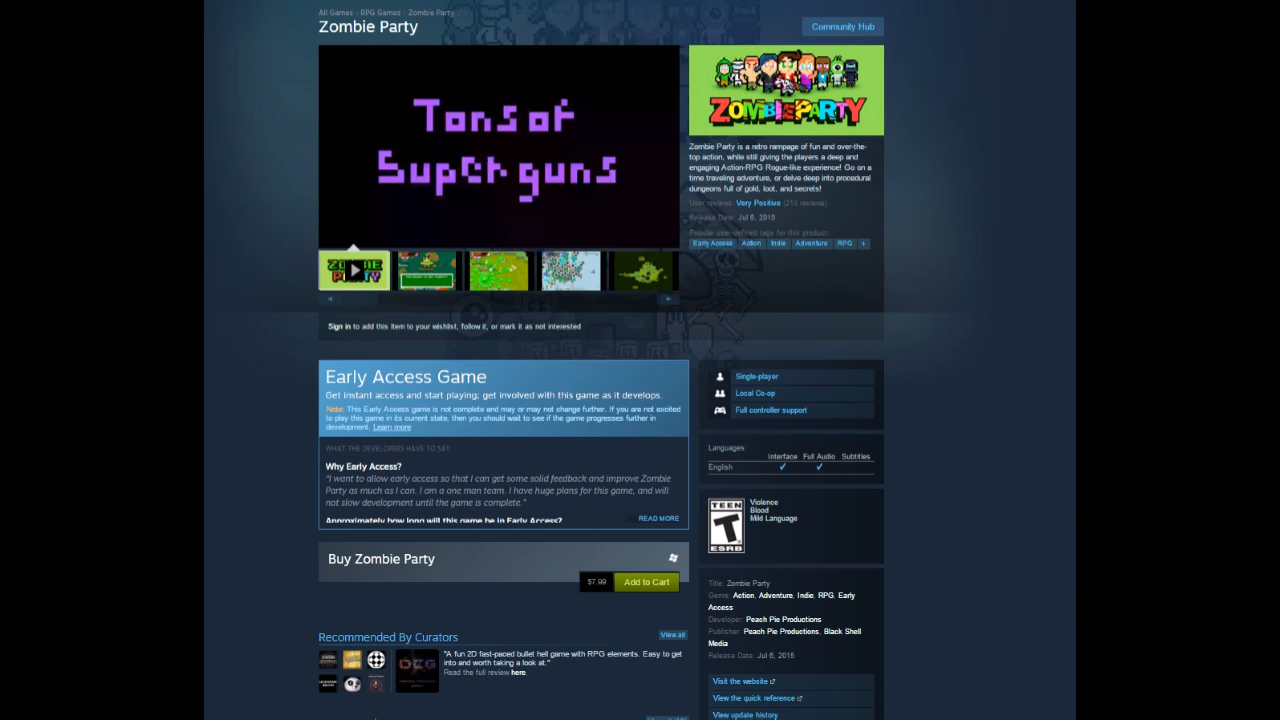 All Games › RPG Games › Zombie Party
Zombie Party
Community Hub
Tons of
Super guns
ZOMBIE PARTY
Zombie Party is a retro rampage of fun and over-the-
top action, while still giving the players a deep and
engaging Action-RPG Rogue-like experience! Go on a
time traveling adventure, or delve deep into procedural
dungeons full of gold, loot, and secrets!
User reviews: Very Positive (213 reviews)
Release Date: Jul 6, 2015
Popular user-defined tags for this product:
Early Access Action Indie Adventure RPG +
ZOMBIE
PARTY
Sign in to add this item to your wishlist, follow it, or mark it as not interested
Early Access Game
Get instant access and start playing; get involved with this game as it develops.
Note: This Early Access game is not complete and may or may not change further. If you are not excited
to play this game in its current state, then you should wait to see if the game progresses further in
development. Learn more
WHAT THE DEVELOPERS HAVE TO SAY:
Why Early Access?
"I want to allow early access so that I can get some solid feedback and improve Zombie
Party as much as I can. I am a one man team. I have huge plans for this game, and will
not slow development until the game is complete."
Approximately how long will this game be in Early Access?
READ MORE
Buy Zombie Party
$7.99 Add to Cart
Recommended By Curators
View all
"A fun 2D fast-paced bullet hell game with RPG elements. Easy to get
into and worth taking a look at."
Read the full review here.
Single-player
Local Co-op
Full controller support
Languages:
Interface Full Audio Subtitles
English ✓ ✓
TEEN
T
ESRB
Violence
Blood
Mild Language
Title: Zombie Party
Genre: Action, Adventure, Indie, RPG, Early
Access
Developer: Peach Pie Productions
Publisher: Peach Pie Productions, Black Shell
Media
Release Date: Jul 6, 2015
Visit the website
View the quick reference
View update history